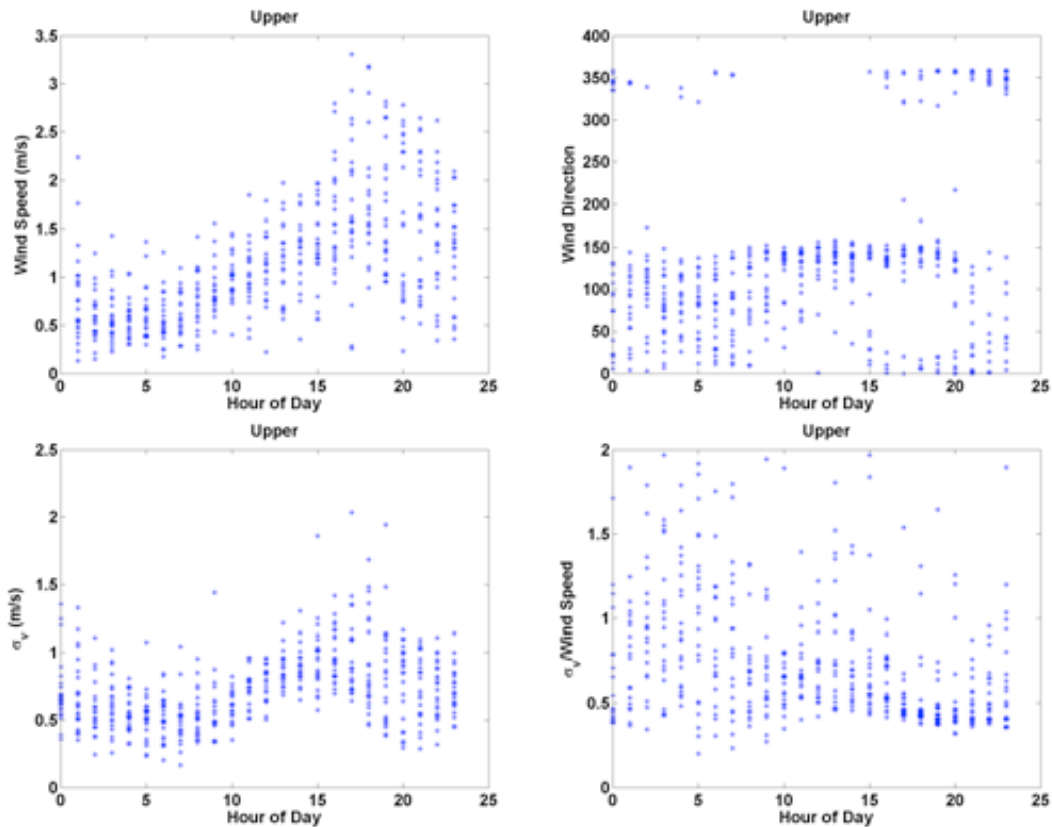 Upper
3.5
3
2.5
2
1.5
1
0.5
0
Wind Speed (m/s)
0 5 10 15 20 25
Hour of Day
Upper
400
350
300
250
200
150
100
50
0
Wind Direction
0 5 10 15 20 25
Hour of Day
Upper
2.5
2
1.5
1
0.5
0
σv (m/s)
0 5 10 15 20 25
Hour of Day
Upper
2
1.5
1
0.5
0
σv/Wind Speed
0 5 10 15 20 25
Hour of Day